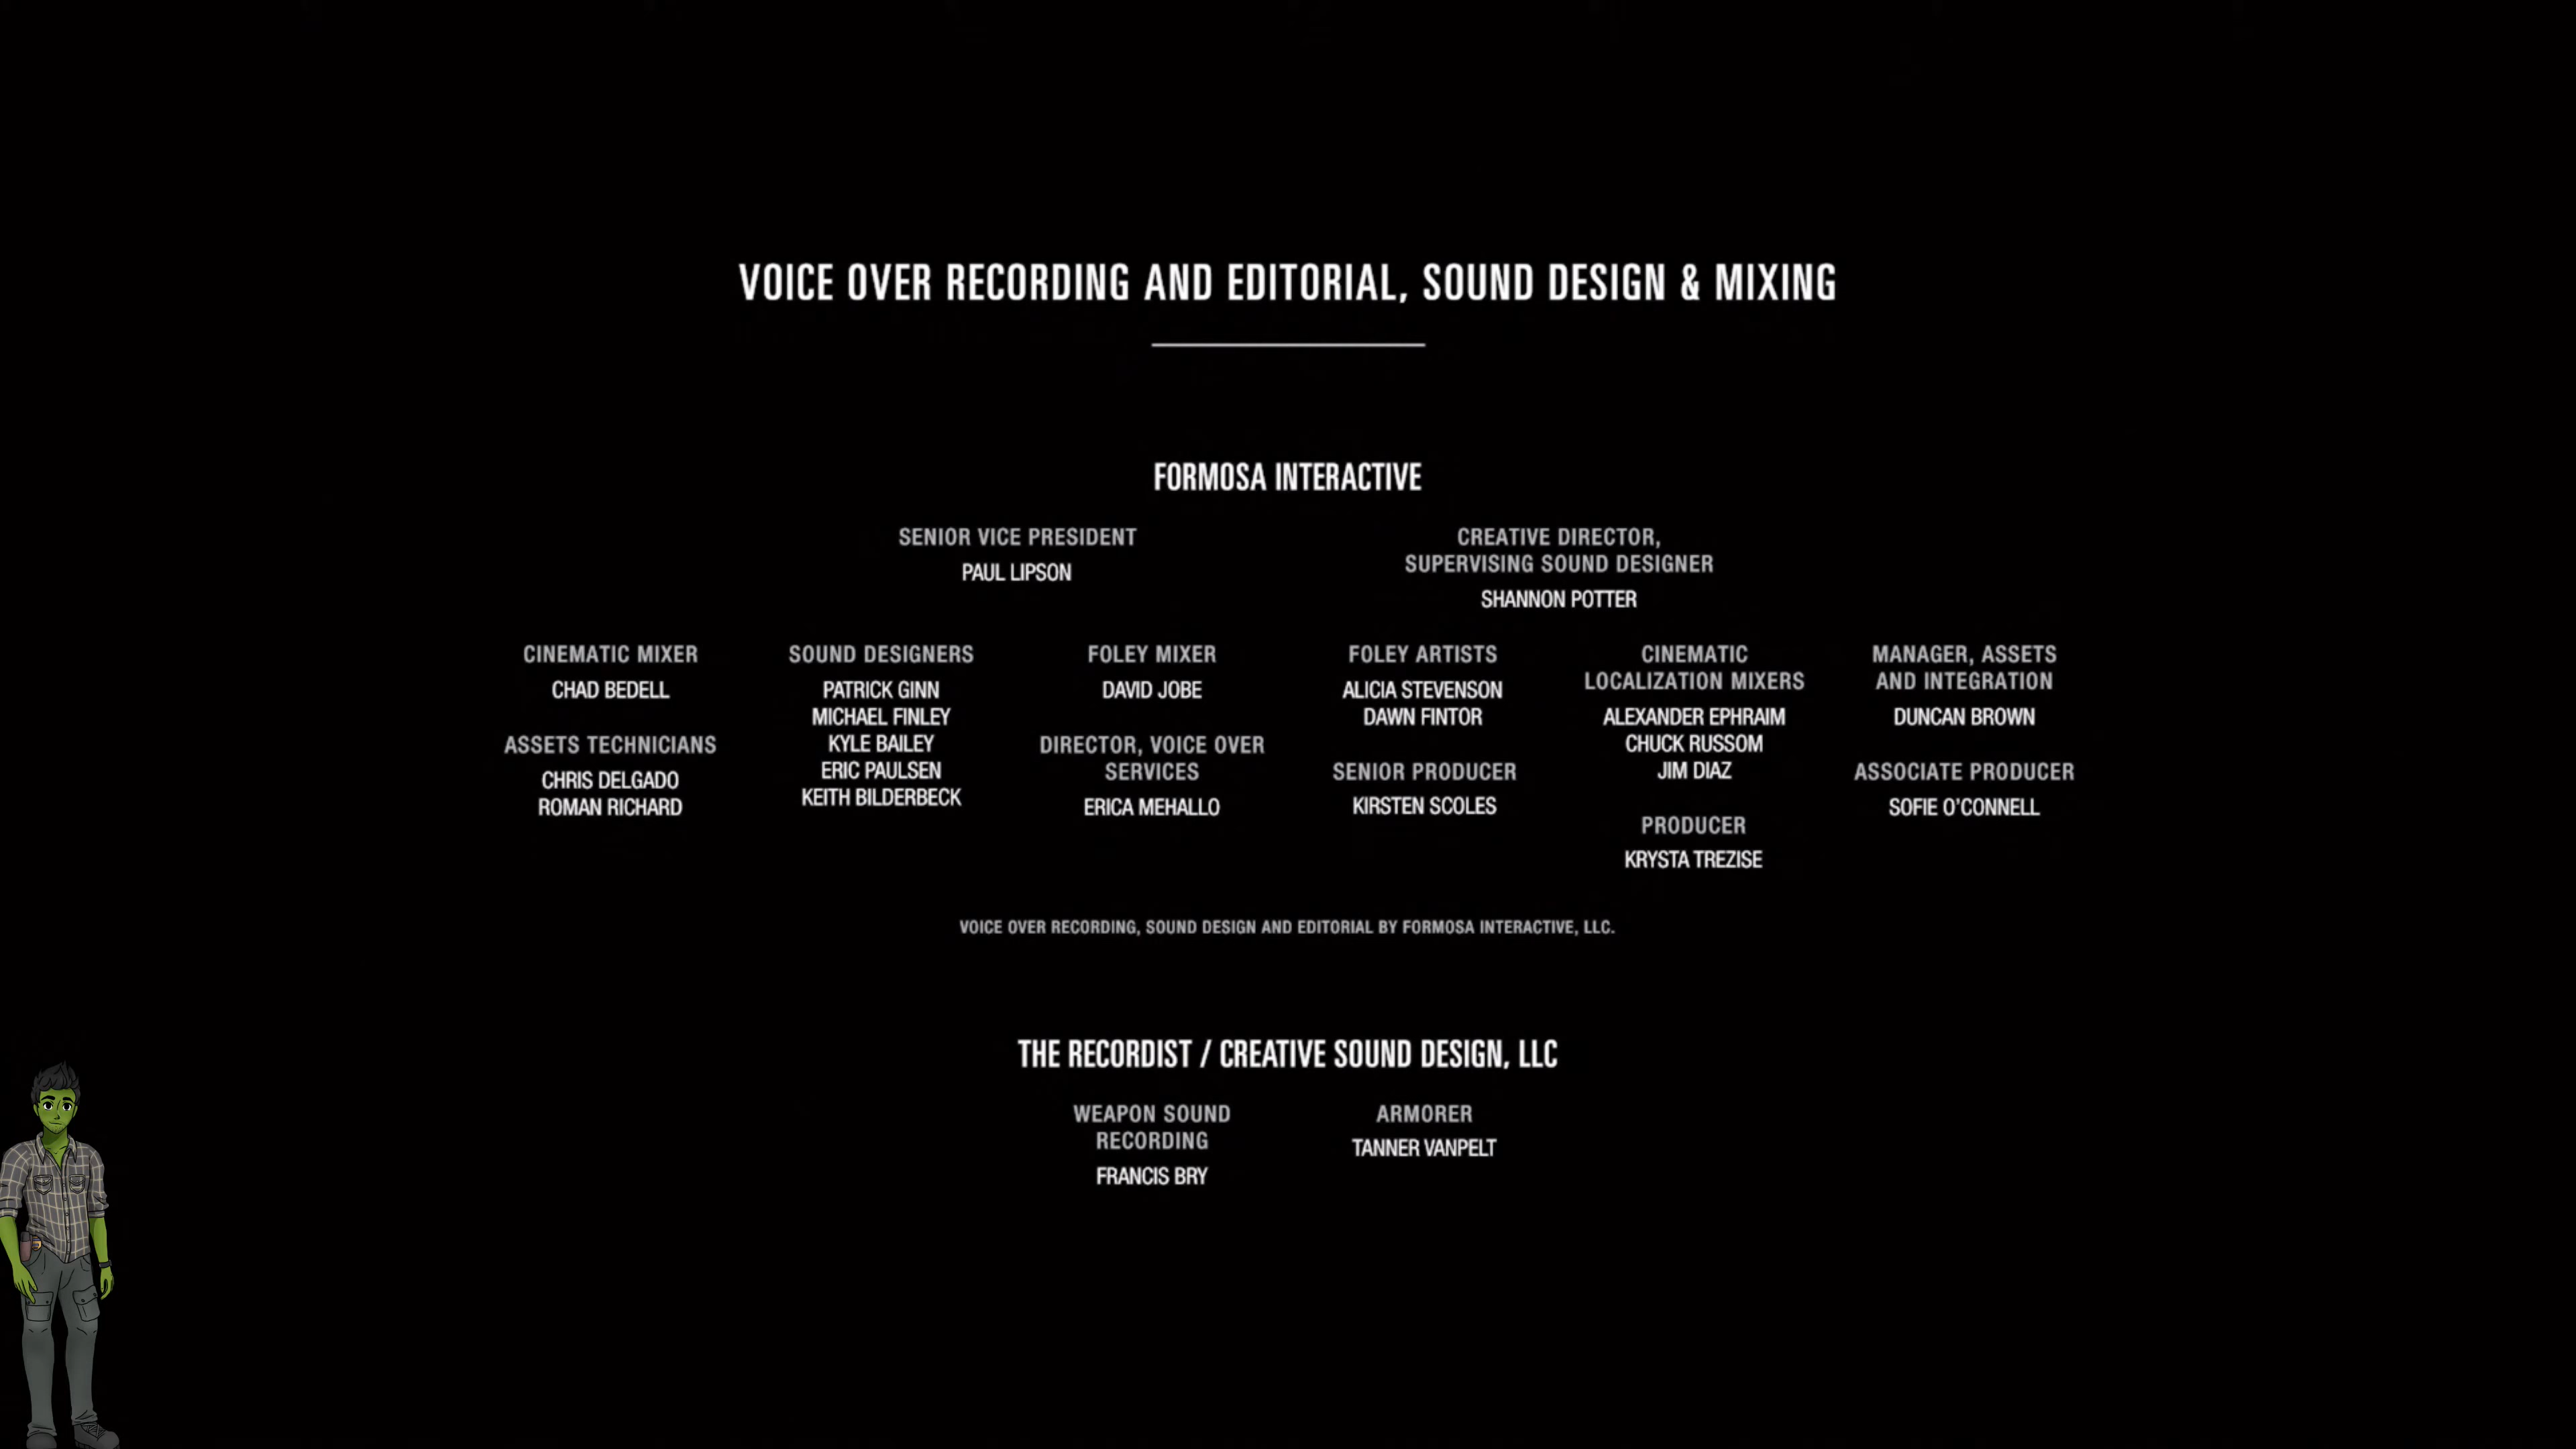 VOICE OVER RECORDING AND EDITORIAL, SOUND DESIGN & MIXING
FORMOSA INTERACTIVE
SENIOR VICE PRESIDENT
PAUL LIPSON
CREATIVE DIRECTOR,
SUPERVISING SOUND DESIGNER
SHANNON POTTER
CINEMATIC MIXER
CHAD BEDELL
ASSETS TECHNICIANS
CHRIS DELGADO
ROMAN RICHARD
SOUND DESIGNERS
PATRICK GINN
MICHAEL FINLEY
KYLE BAILEY
ERIC PAULSEN
KEITH BILDERBECK
FOLEY MIXER
DAVID JOBE
DIRECTOR, VOICE OVER
SERVICES
ERICA MEHALLO
FOLEY ARTISTS
ALICIA STEVENSON
DAWN FINTOR
SENIOR PRODUCER
KIRSTEN SCOLES
CINEMATIC
LOCALIZATION MIXERS
ALEXANDER EPHRAIM
CHUCK RUSSOM
JIM DIAZ
PRODUCER
KRYSTA TREZISE
MANAGER, ASSETS
AND INTEGRATION
DUNCAN BROWN
ASSOCIATE PRODUCER
SOFIE O'CONNELL
VOICE OVER RECORDING, SOUND DESIGN AND EDITORIAL BY FORMOSA INTERACTIVE, LLC.
THE RECORDIST / CREATIVE SOUND DESIGN, LLC
WEAPON SOUND
RECORDING
FRANCIS BRY
ARMORER
TANNER VANPELT